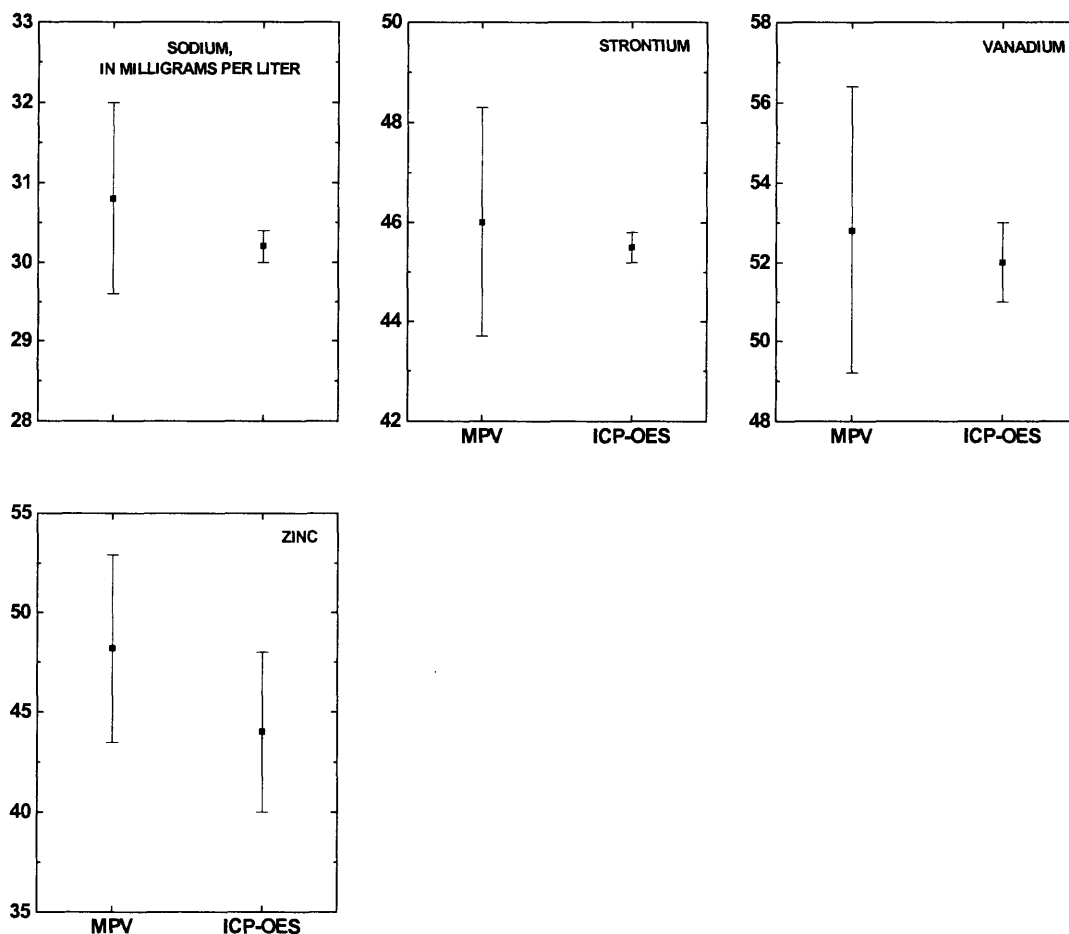 SODIUM,
IN MILLIGRAMS PER LITER
33
32
31
30
29
28
STRONTIUM
50
48
46
44
42
MPV
ICP-OES
VANADIUM
58
56
54
52
50
48
MPV
ICP-OES
ZINC
55
50
45
40
35
MPV
ICP-OES